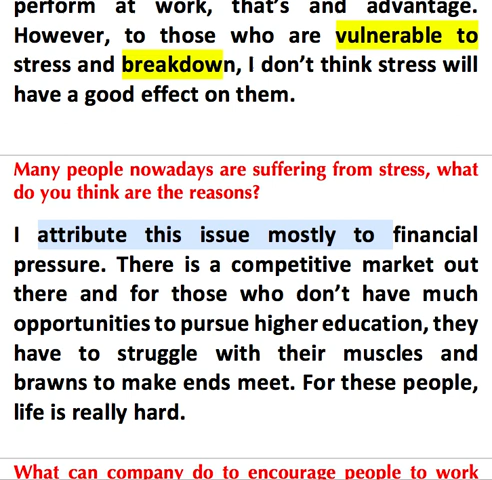 perform at work, that's and advantage.
However, to those who are vulnerable to
stress and breakdown, I don't think stress will
have a good effect on them.
Many people nowadays are suffering from stress, what
do you think are the reasons?
I attribute this issue mostly to financial
pressure. There is a competitive market out
there and for those who don't have much
opportunities to pursue higher education, they
have to struggle with their muscles and
brawns to make ends meet. For these people,
life is really hard.
What can company do to encourage people to work